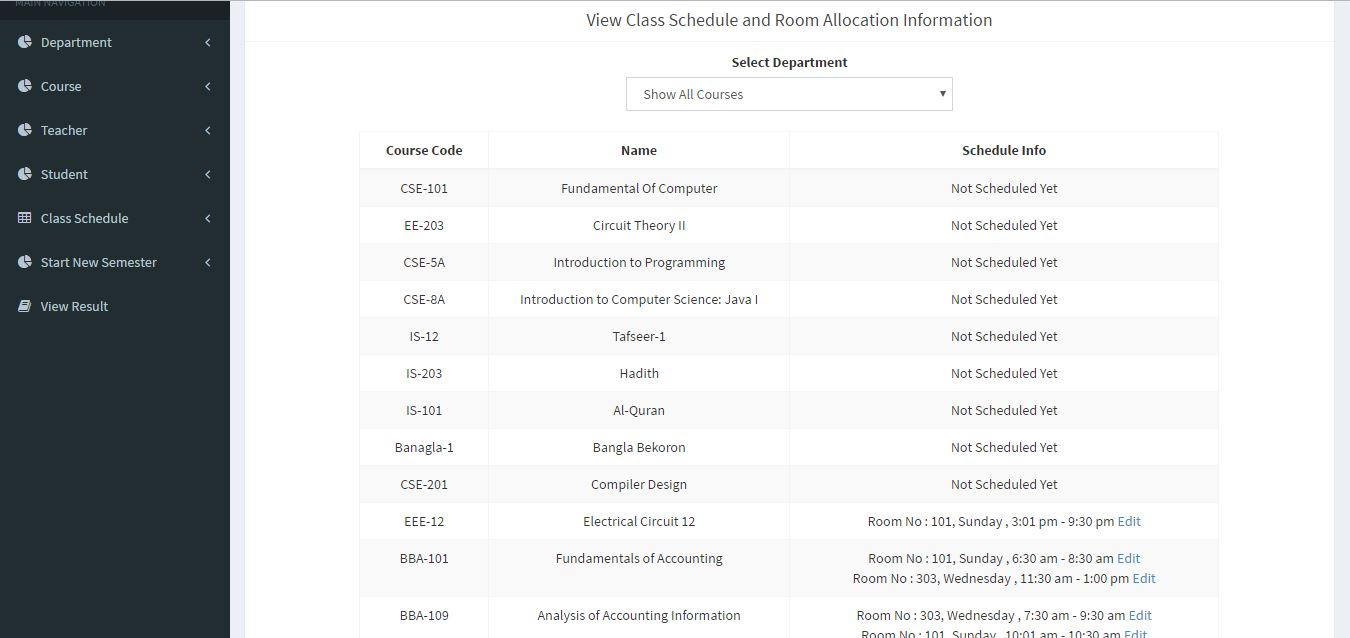 MAIN NAVIGATION
Department
Course
Teacher
Student
Class Schedule
Start New Semester
View Result
View Class Schedule and Room Allocation Information
Select Department
Show All Courses
Course Code Name Schedule Info
CSE-101 Fundamental Of Computer Not Scheduled Yet
EE-203 Circuit Theory II Not Scheduled Yet
CSE-5A Introduction to Programming Not Scheduled Yet
CSE-8A Introduction to Computer Science: Java I Not Scheduled Yet
IS-12 Tafseer-1 Not Scheduled Yet
IS-203 Hadith Not Scheduled Yet
IS-101 Al-Quran Not Scheduled Yet
Banagla-1 Bangla Bekoron Not Scheduled Yet
CSE-201 Compiler Design Not Scheduled Yet
EEE-12 Electrical Circuit 12 Room No : 101, Sunday , 3:01 pm - 9:30 pm Edit
BBA-101 Fundamentals of Accounting Room No : 101, Sunday , 6:30 am - 8:30 am Edit
Room No : 303, Wednesday , 11:30 am - 1:00 pm Edit
BBA-109 Analysis of Accounting Information Room No : 303, Wednesday , 7:30 am - 9:30 am Edit
Room No : 101, Sunday , 10:01 am - 10:30 am Edit